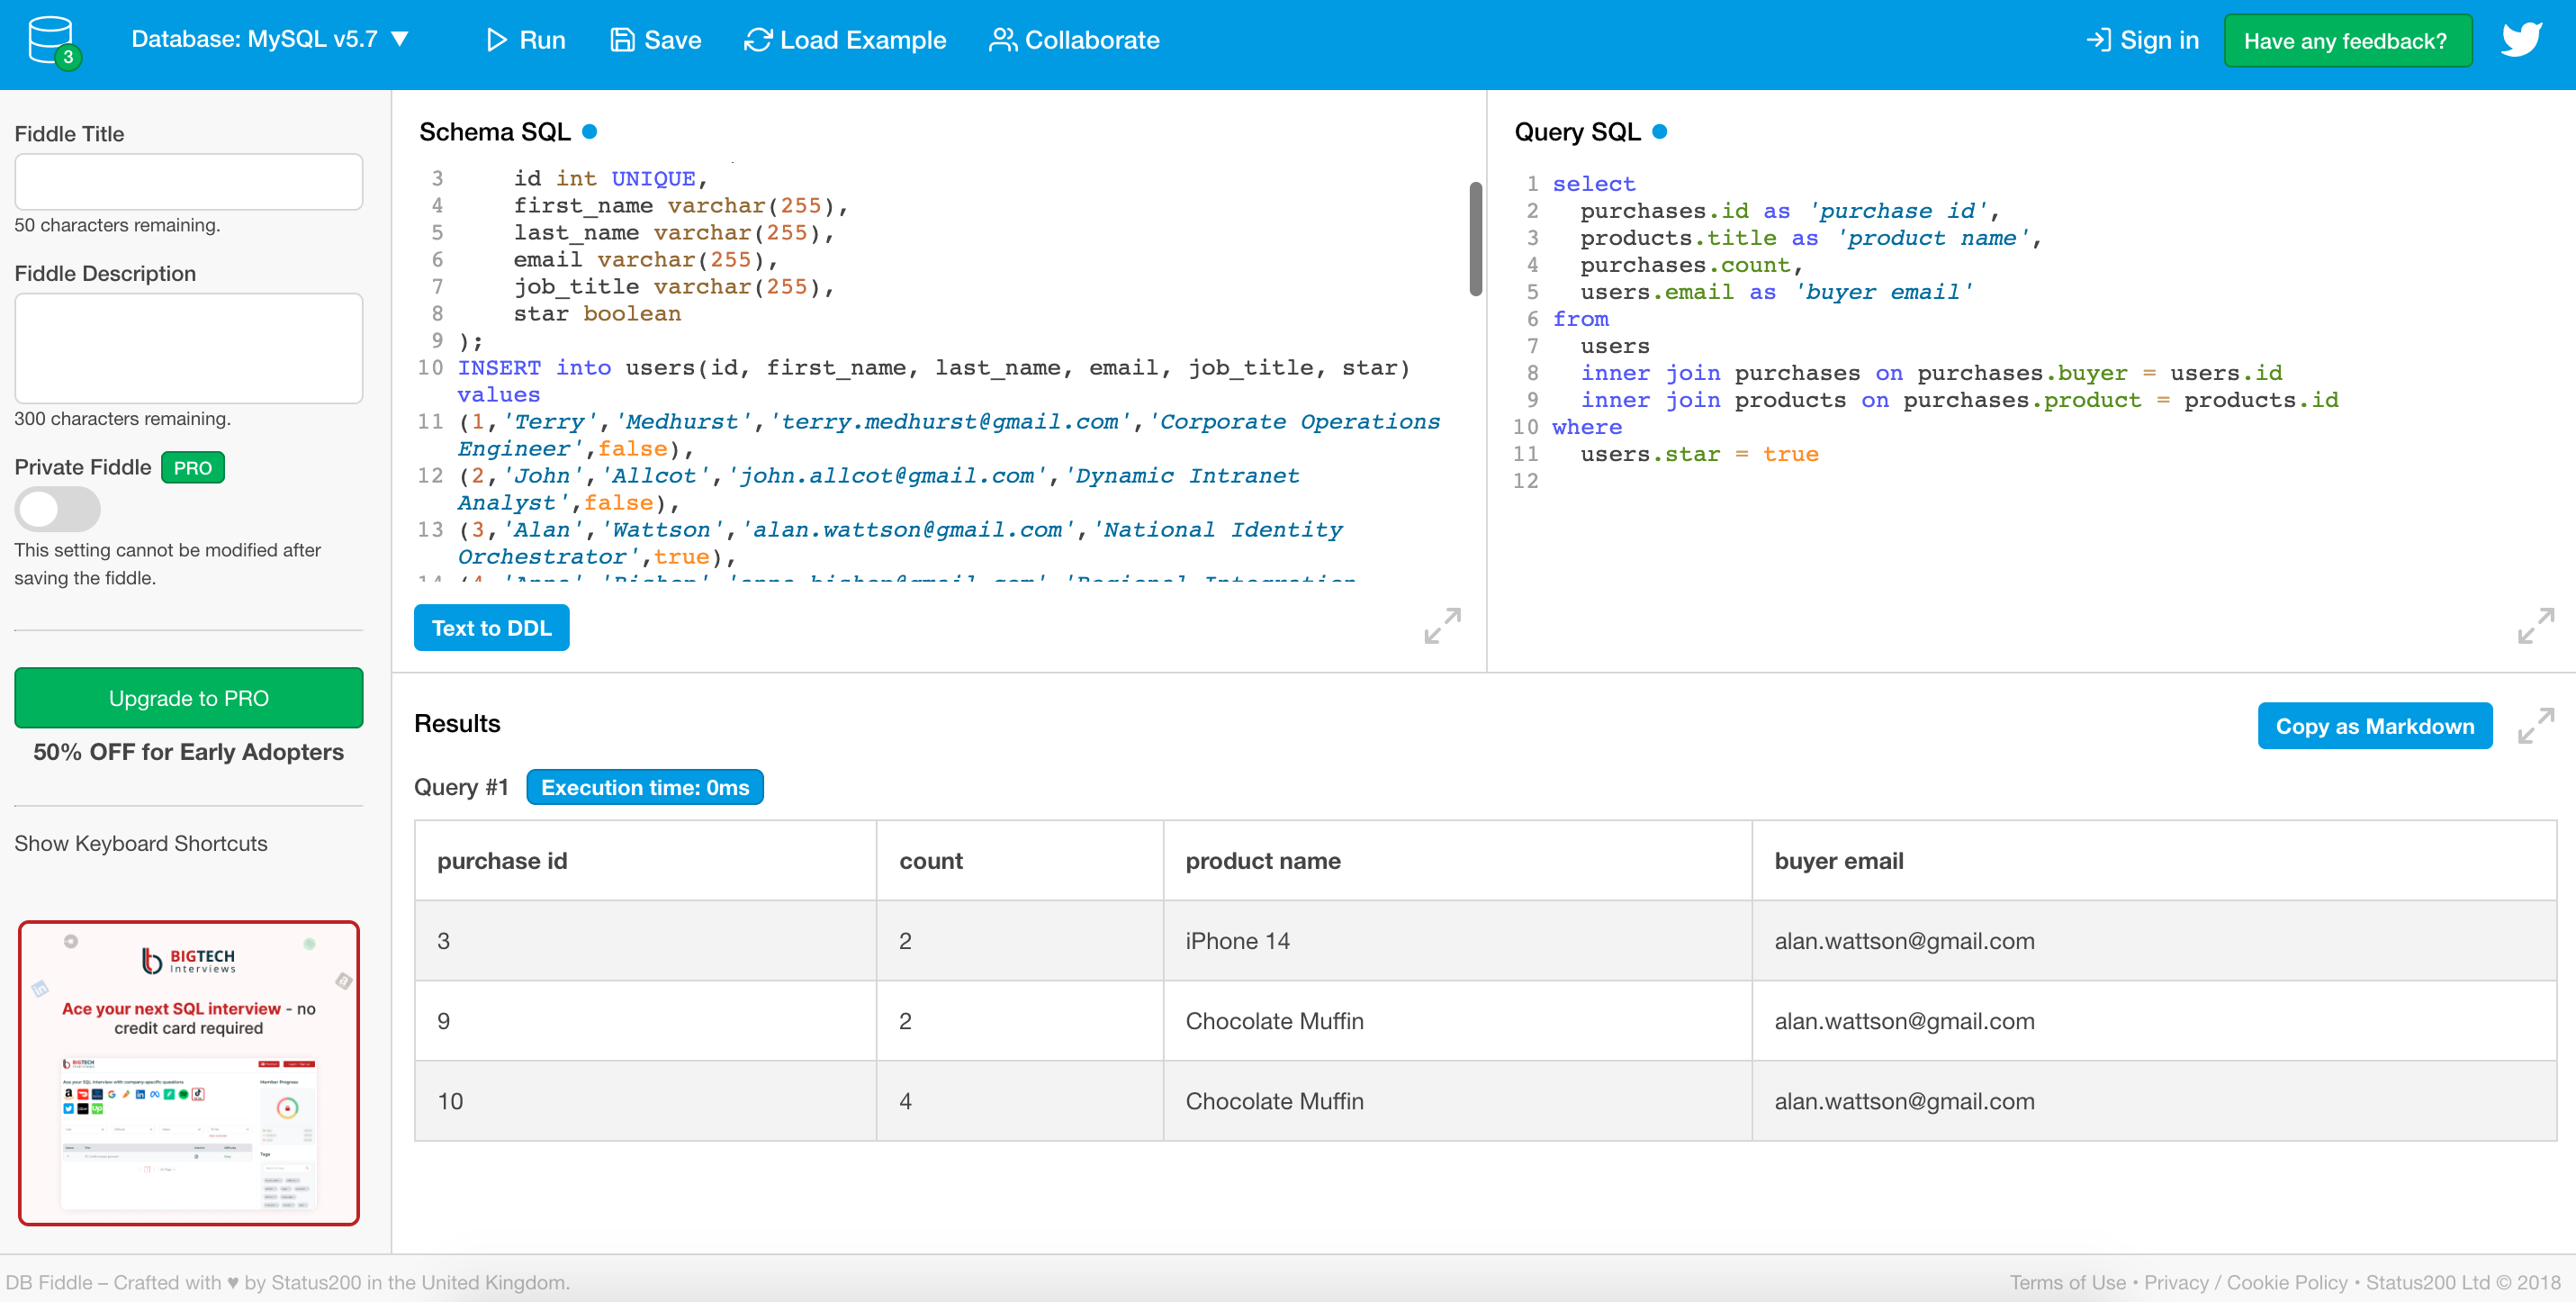 3
Database: MySQL v5.7 ▼
Run
Save
Load Example
Collaborate
Sign in
Have any feedback?
Fiddle Title
50 characters remaining.
Fiddle Description
300 characters remaining.
Private Fiddle PRO
This setting cannot be modified after
saving the fiddle.
Upgrade to PRO
50% OFF for Early Adopters
Show Keyboard Shortcuts
BIGTECH
Interviews
Ace your next SQL interview - no
credit card required
Schema SQL
3 id int UNIQUE,
4 first_name varchar(255),
5 last_name varchar(255),
6 email varchar(255),
7 job_title varchar(255),
8 star boolean
9 );
10 INSERT into users(id, first_name, last_name, email, job_title, star)
values
11 (1,'Terry','Medhurst','terry.medhurst@gmail.com','Corporate Operations
Engineer',false),
12 (2,'John','Allcot','john.allcot@gmail.com','Dynamic Intranet
Analyst',false),
13 (3,'Alan','Wattson','alan.wattson@gmail.com','National Identity
Orchestrator',true),
14 (4,'Anna','Bishop','anna.bishop@gmail.com','Regional Integration
Text to DDL
Query SQL
1 select
2 purchases.id as 'purchase id',
3 products.title as 'product name',
4 purchases.count,
5 users.email as 'buyer email'
6 from
7 users
8 inner join purchases on purchases.buyer = users.id
9 inner join products on purchases.product = products.id
10 where
11 users.star = true
12
Results
Copy as Markdown
Query #1 Execution time: 0ms
purchase id count product name buyer email
3 2 iPhone 14 alan.wattson@gmail.com
9 2 Chocolate Muffin alan.wattson@gmail.com
10 4 Chocolate Muffin alan.wattson@gmail.com
DB Fiddle – Crafted with ♥ by Status200 in the United Kingdom.
Terms of Use • Privacy / Cookie Policy • Status200 Ltd © 2018